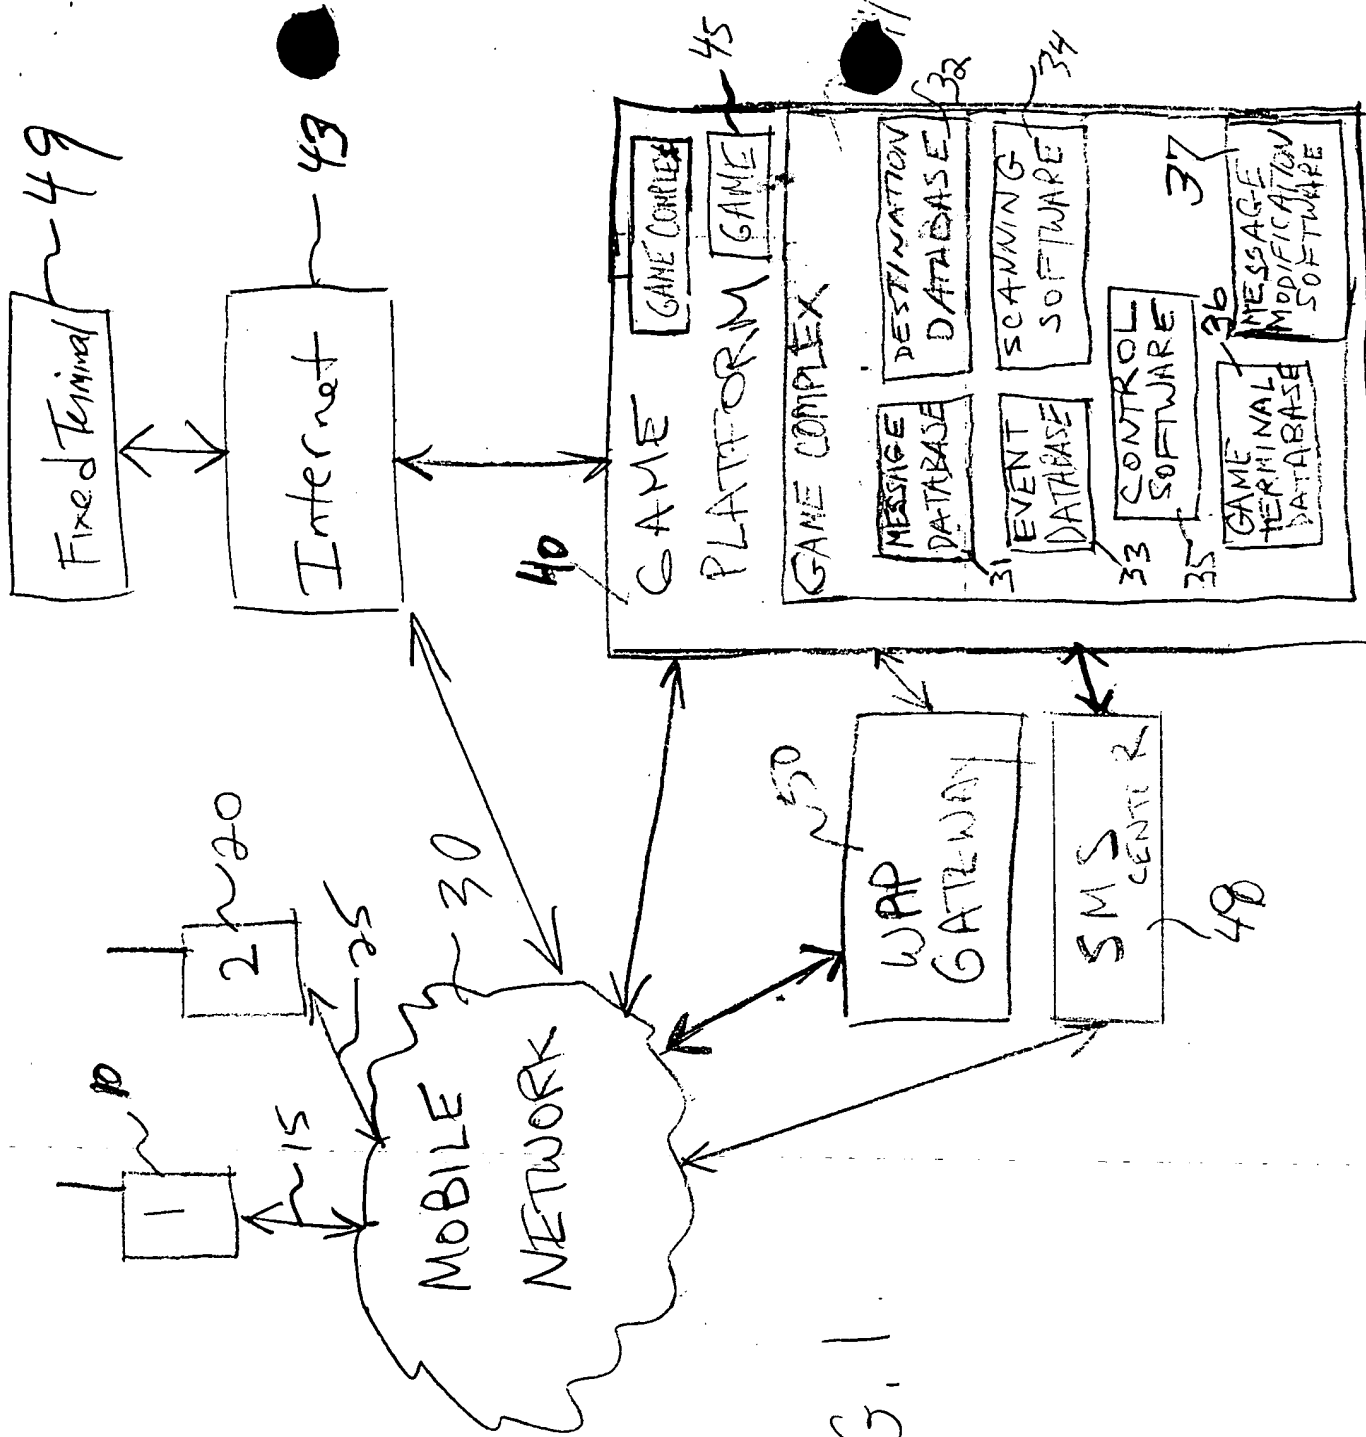 1
10
15
2
20
25
MOBILE
NETWORK
30
Fixed Terminal
49
Internet
43
40
GAME
PLATFORM
GAME COMPLEX
GAME
45
GAME COMPLEX
MESSAGE
DATABASE
31
DESTINATION
DATABASE
32
EVENT
DATABASE
33
SCANNING
SOFTWARE
34
CONTROL
SOFTWARE
35
GAME
TERMINAL
DATABASE
36
MESSAGE
MODIFICATION
SOFTWARE
37
WAP
GATEWAY
50
SMS
CENTER